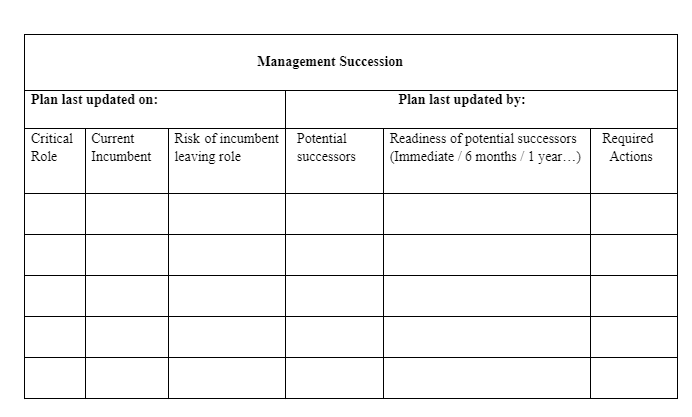 Management Succession
Plan last updated on:
Plan last updated by:
Critical
Role
Current
Incumbent
Risk of incumbent
leaving role
Potential
successors
Readiness of potential successors
(Immediate / 6 months / 1 year…)
Required
Actions